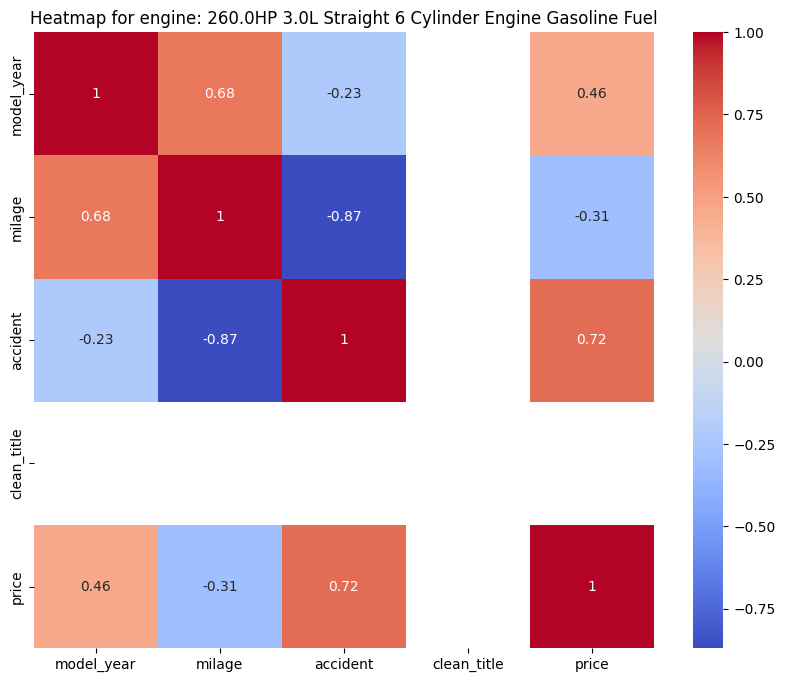 Heatmap for engine: 260.0HP 3.0L Straight 6 Cylinder Engine Gasoline Fuel
model_year
1
0.68
-0.23
0.46
milage
0.68
1
-0.87
-0.31
accident
-0.23
-0.87
1
0.72
clean_title
price
0.46
-0.31
0.72
1
model_year
milage
accident
clean_title
price
1.00
0.75
0.50
0.25
0.00
−0.25
−0.50
−0.75